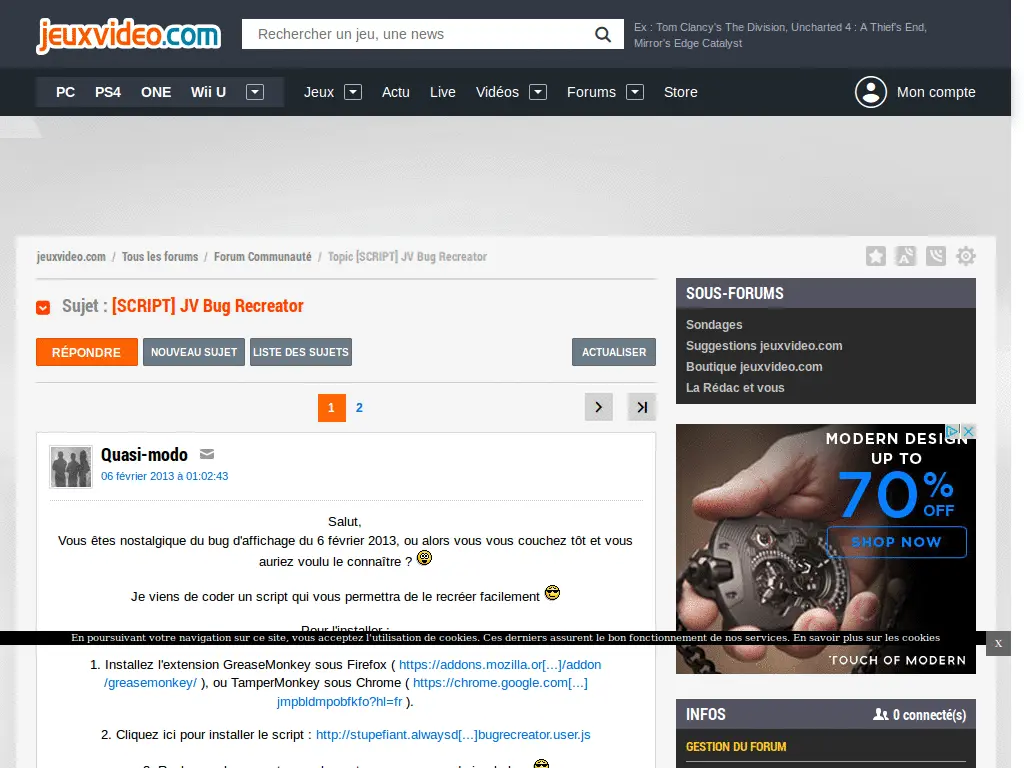 jeuxvideo.com
Rechercher un jeu, une news
Ex : Tom Clancy's The Division, Uncharted 4 : A Thief's End,
Mirror's Edge Catalyst
PC PS4 ONE Wii U Jeux Actu Live Vidéos Forums Store Mon compte
jeuxvideo.com / Tous les forums / Forum Communauté / Topic [SCRIPT] JV Bug Recreator
Sujet : [SCRIPT] JV Bug Recreator
RÉPONDRE NOUVEAU SUJET LISTE DES SUJETS ACTUALISER
1 2
Quasi-modo
06 février 2013 à 01:02:43
Salut,
Vous êtes nostalgique du bug d'affichage du 6 février 2013, ou alors vous vous couchez tôt et vous
auriez voulu le connaître ?
Je viens de coder un script qui vous permettra de le recréer facilement
Pour l'installer :
En poursuivant votre navigation sur ce site, vous acceptez l'utilisation de cookies. Ces derniers assurent le bon fonctionnement de nos services. En savoir plus sur les cookies
x
1. Installez l'extension GreaseMonkey sous Firefox ( https://addons.mozilla.or[...]/addon
/greasemonkey/ ), ou TamperMonkey sous Chrome ( https://chrome.google.com[...]
jmpbldmpobfkfo?hl=fr ).
2. Cliquez ici pour installer le script : http://stupefiant.alwaysd[...]bugrecreator.user.js
SOUS-FORUMS
Sondages
Suggestions jeuxvideo.com
Boutique jeuxvideo.com
La Rédac et vous
MODERN DESIGN
UP TO
70% OFF
SHOP NOW
TOUCH OF MODERN
INFOS 0 connecté(s)
GESTION DU FORUM